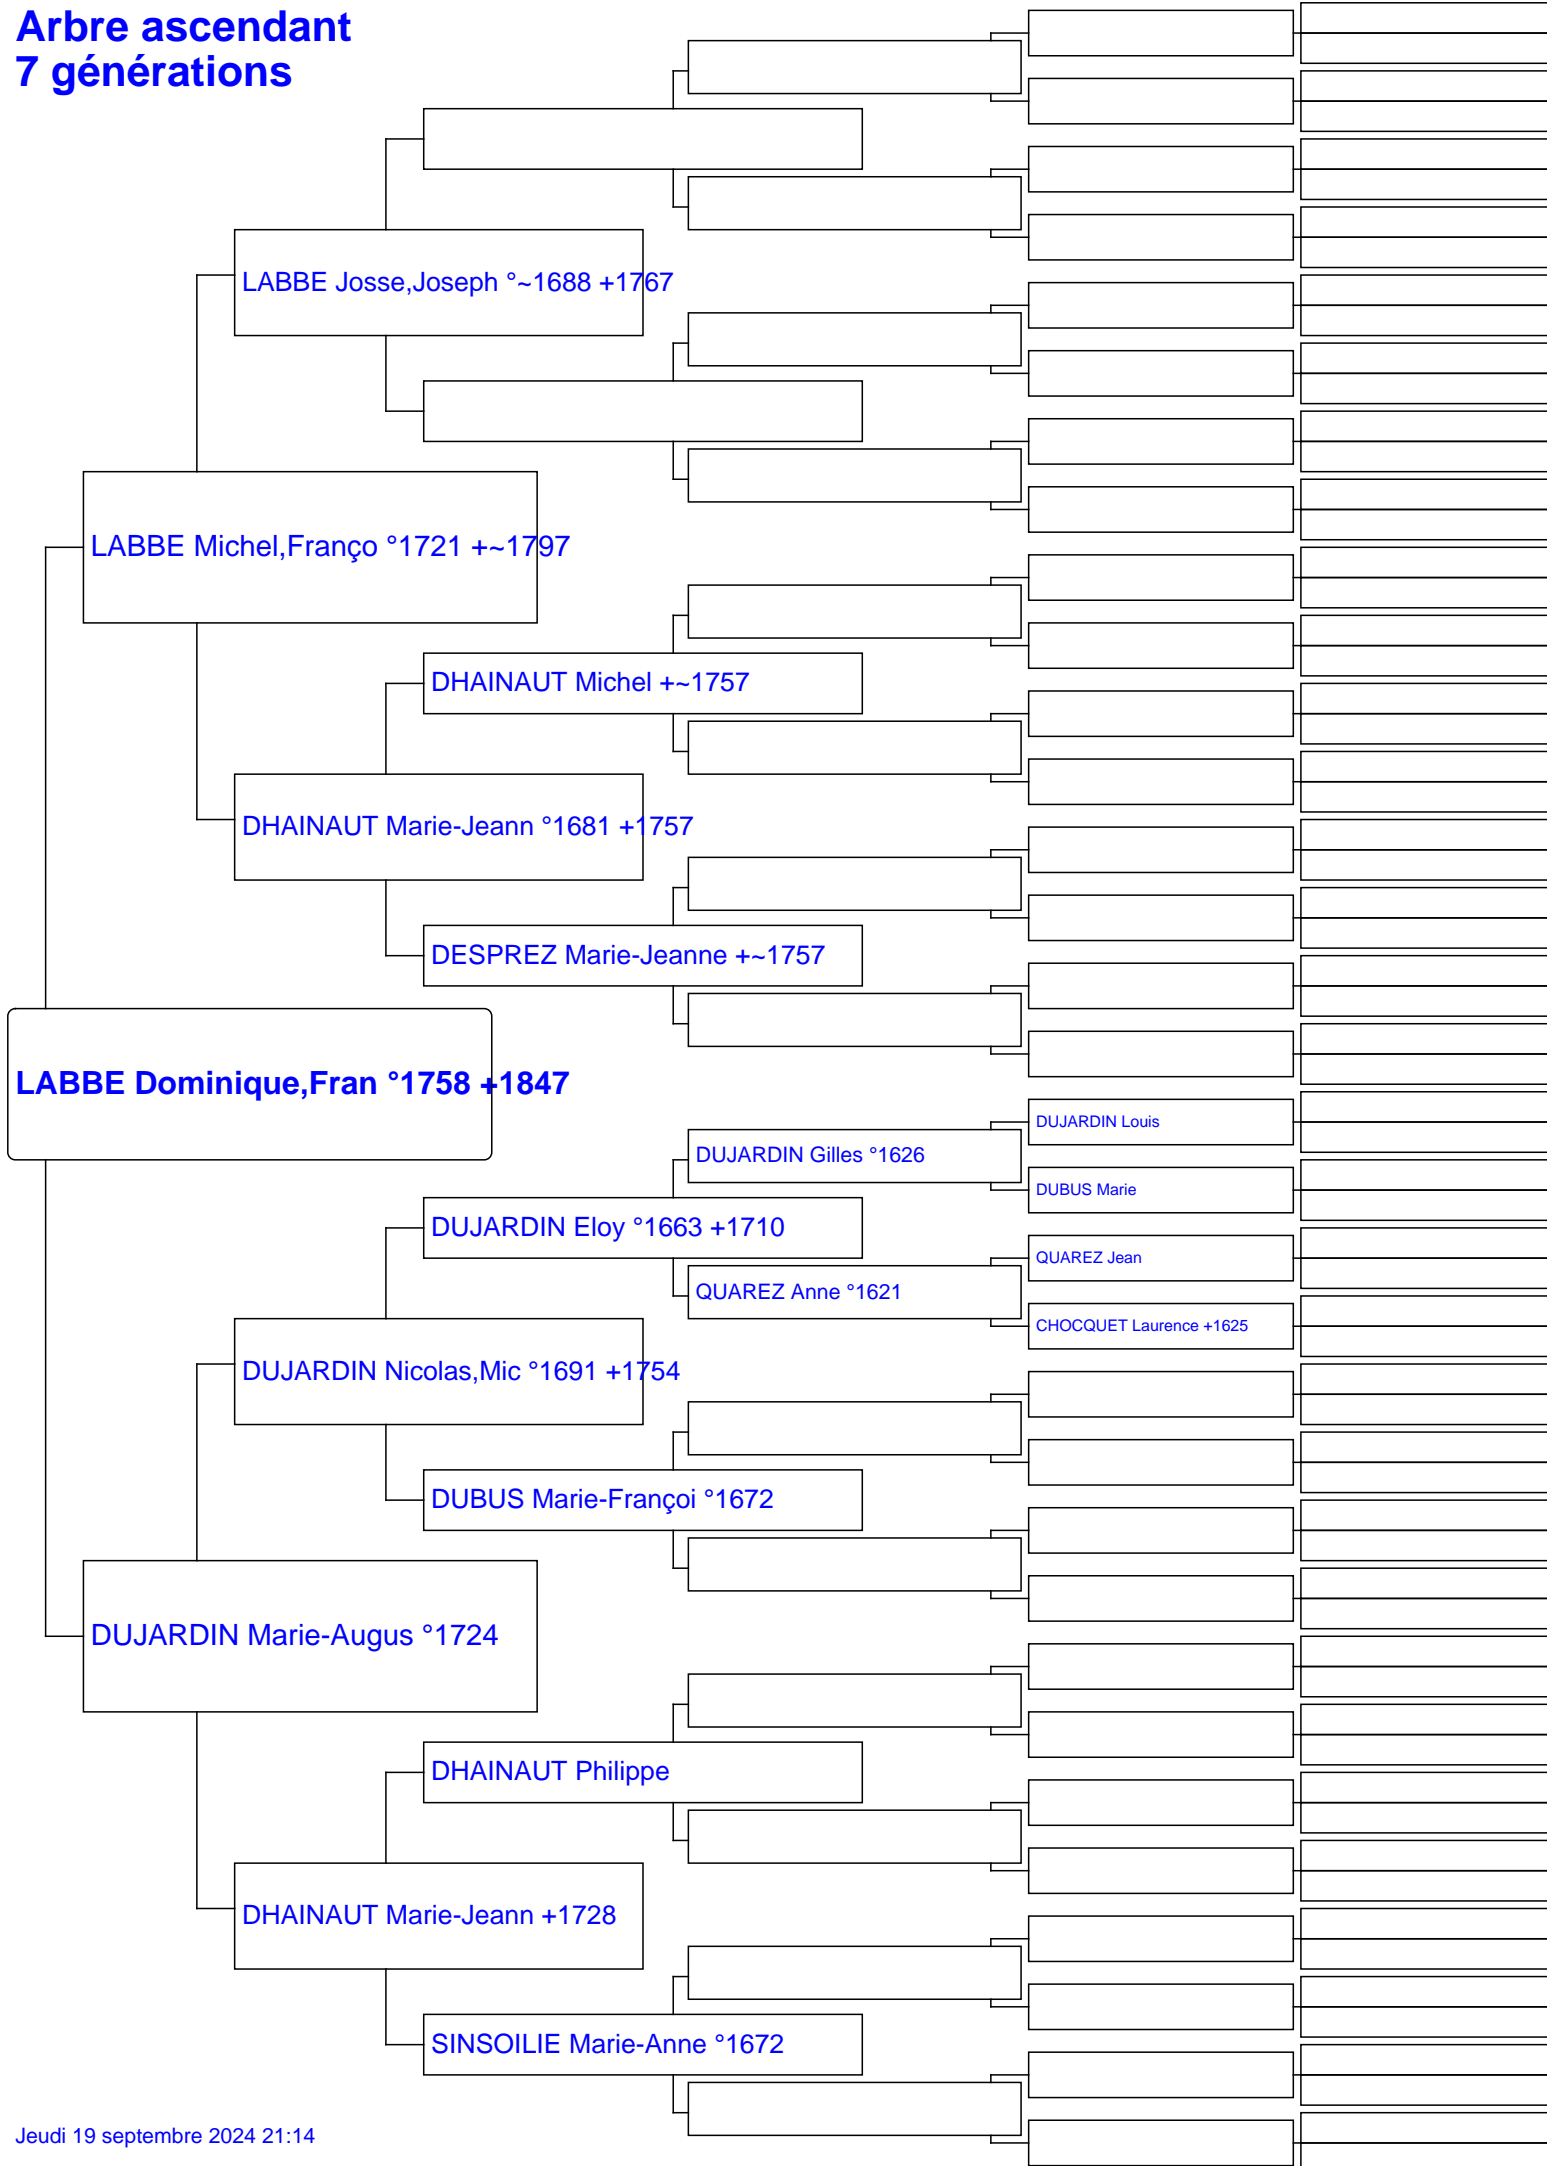 Arbre ascendant
7 générations
LABBE Josse,Joseph °~1688 +1767
LABBE Michel,Franço °1721 +~1797
DHAINAUT Michel +~1757
DHAINAUT Marie-Jeann °1681 +1757
DESPREZ Marie-Jeanne +~1757
LABBE Dominique,Fran °1758 +1847
DUJARDIN Louis
DUJARDIN Gilles °1626
DUBUS Marie
DUJARDIN Eloy °1663 +1710
QUAREZ Jean
QUAREZ Anne °1621
CHOCQUET Laurence +1625
DUJARDIN Nicolas,Mic °1691 +1754
DUBUS Marie-Françoi °1672
DUJARDIN Marie-Augus °1724
DHAINAUT Philippe
DHAINAUT Marie-Jeann +1728
SINSOILIE Marie-Anne °1672
Jeudi 19 septembre 2024 21:14